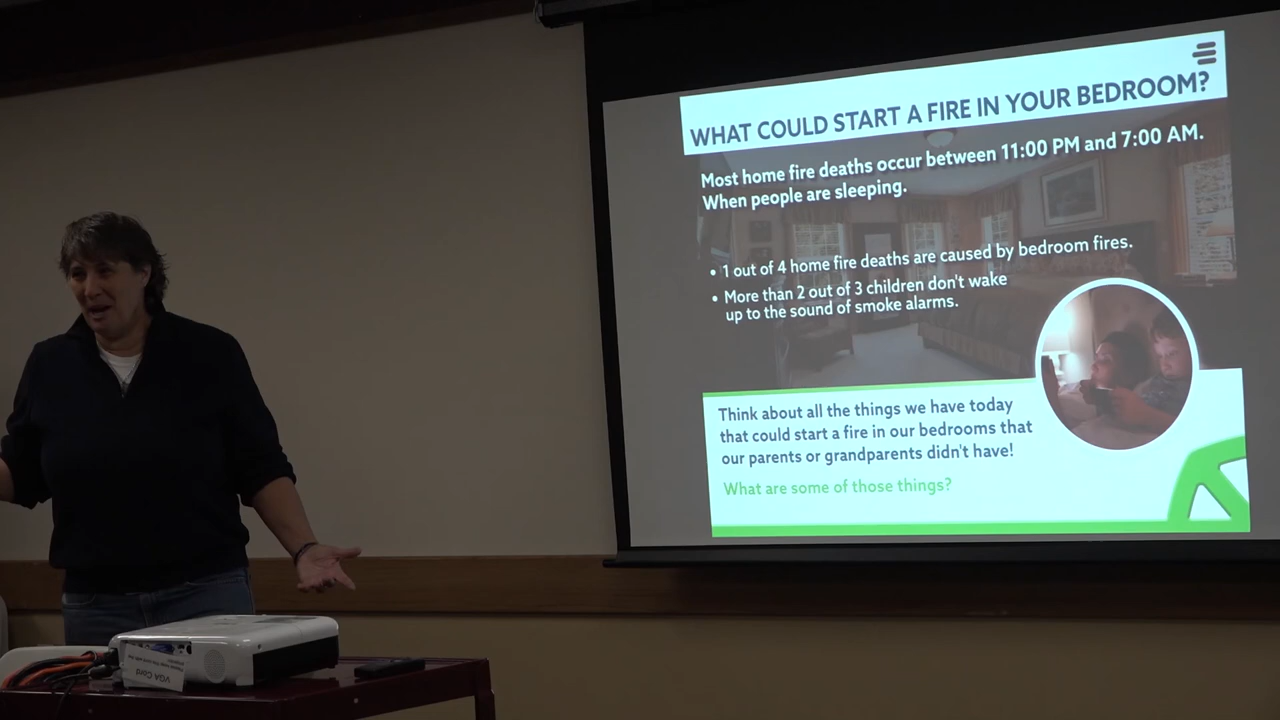 WHAT COULD START A FIRE IN YOUR BEDROOM?
Most home fire deaths occur between 11:00 PM and 7:00 AM.
When people are sleeping.
• 1 out of 4 home fire deaths are caused by bedroom fires.
• More than 2 out of 3 children don't wake
up to the sound of smoke alarms.
Think about all the things we have today
that could start a fire in our bedrooms that
our parents or grandparents didn't have!
What are some of those things?
VGA Cord